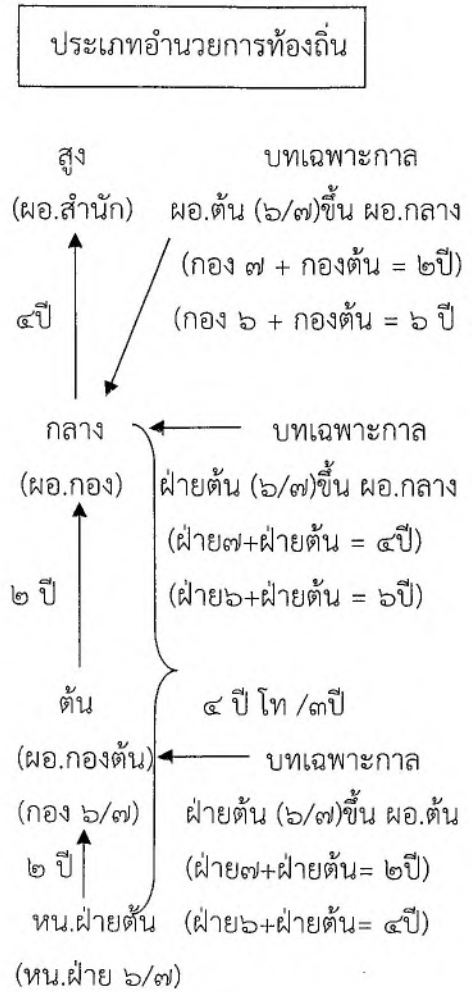 ประเภทอำนวยการท้องถิ่น
สูง
(ผอ.สำนัก)
๔ปี
บทเฉพาะกาล
ผอ.ต้น (๖/๗)ขึ้น ผอ.กลาง
(กอง ๗ + กองต้น = ๒ปี)
(กอง ๖ + กองต้น = ๖ ปี
กลาง
(ผอ.กอง)
๒ ปี
บทเฉพาะกาล
ฝ่ายต้น (๖/๗)ขึ้น ผอ.กลาง
(ฝ่าย๗+ฝ่ายต้น = ๔ปี)
(ฝ่าย๖+ฝ่ายต้น = ๖ปี)
๔ ปี โท /๓ปี
ต้น
(ผอ.กองต้น)
(กอง ๖/๗)
๒ ปี
บทเฉพาะกาล
ฝ่ายต้น (๖/๗)ขึ้น ผอ.ต้น
(ฝ่าย๗+ฝ่ายต้น= ๒ปี)
(ฝ่าย๖+ฝ่ายต้น= ๔ปี)
หน.ฝ่ายต้น
(หน.ฝ่าย ๖/๗)